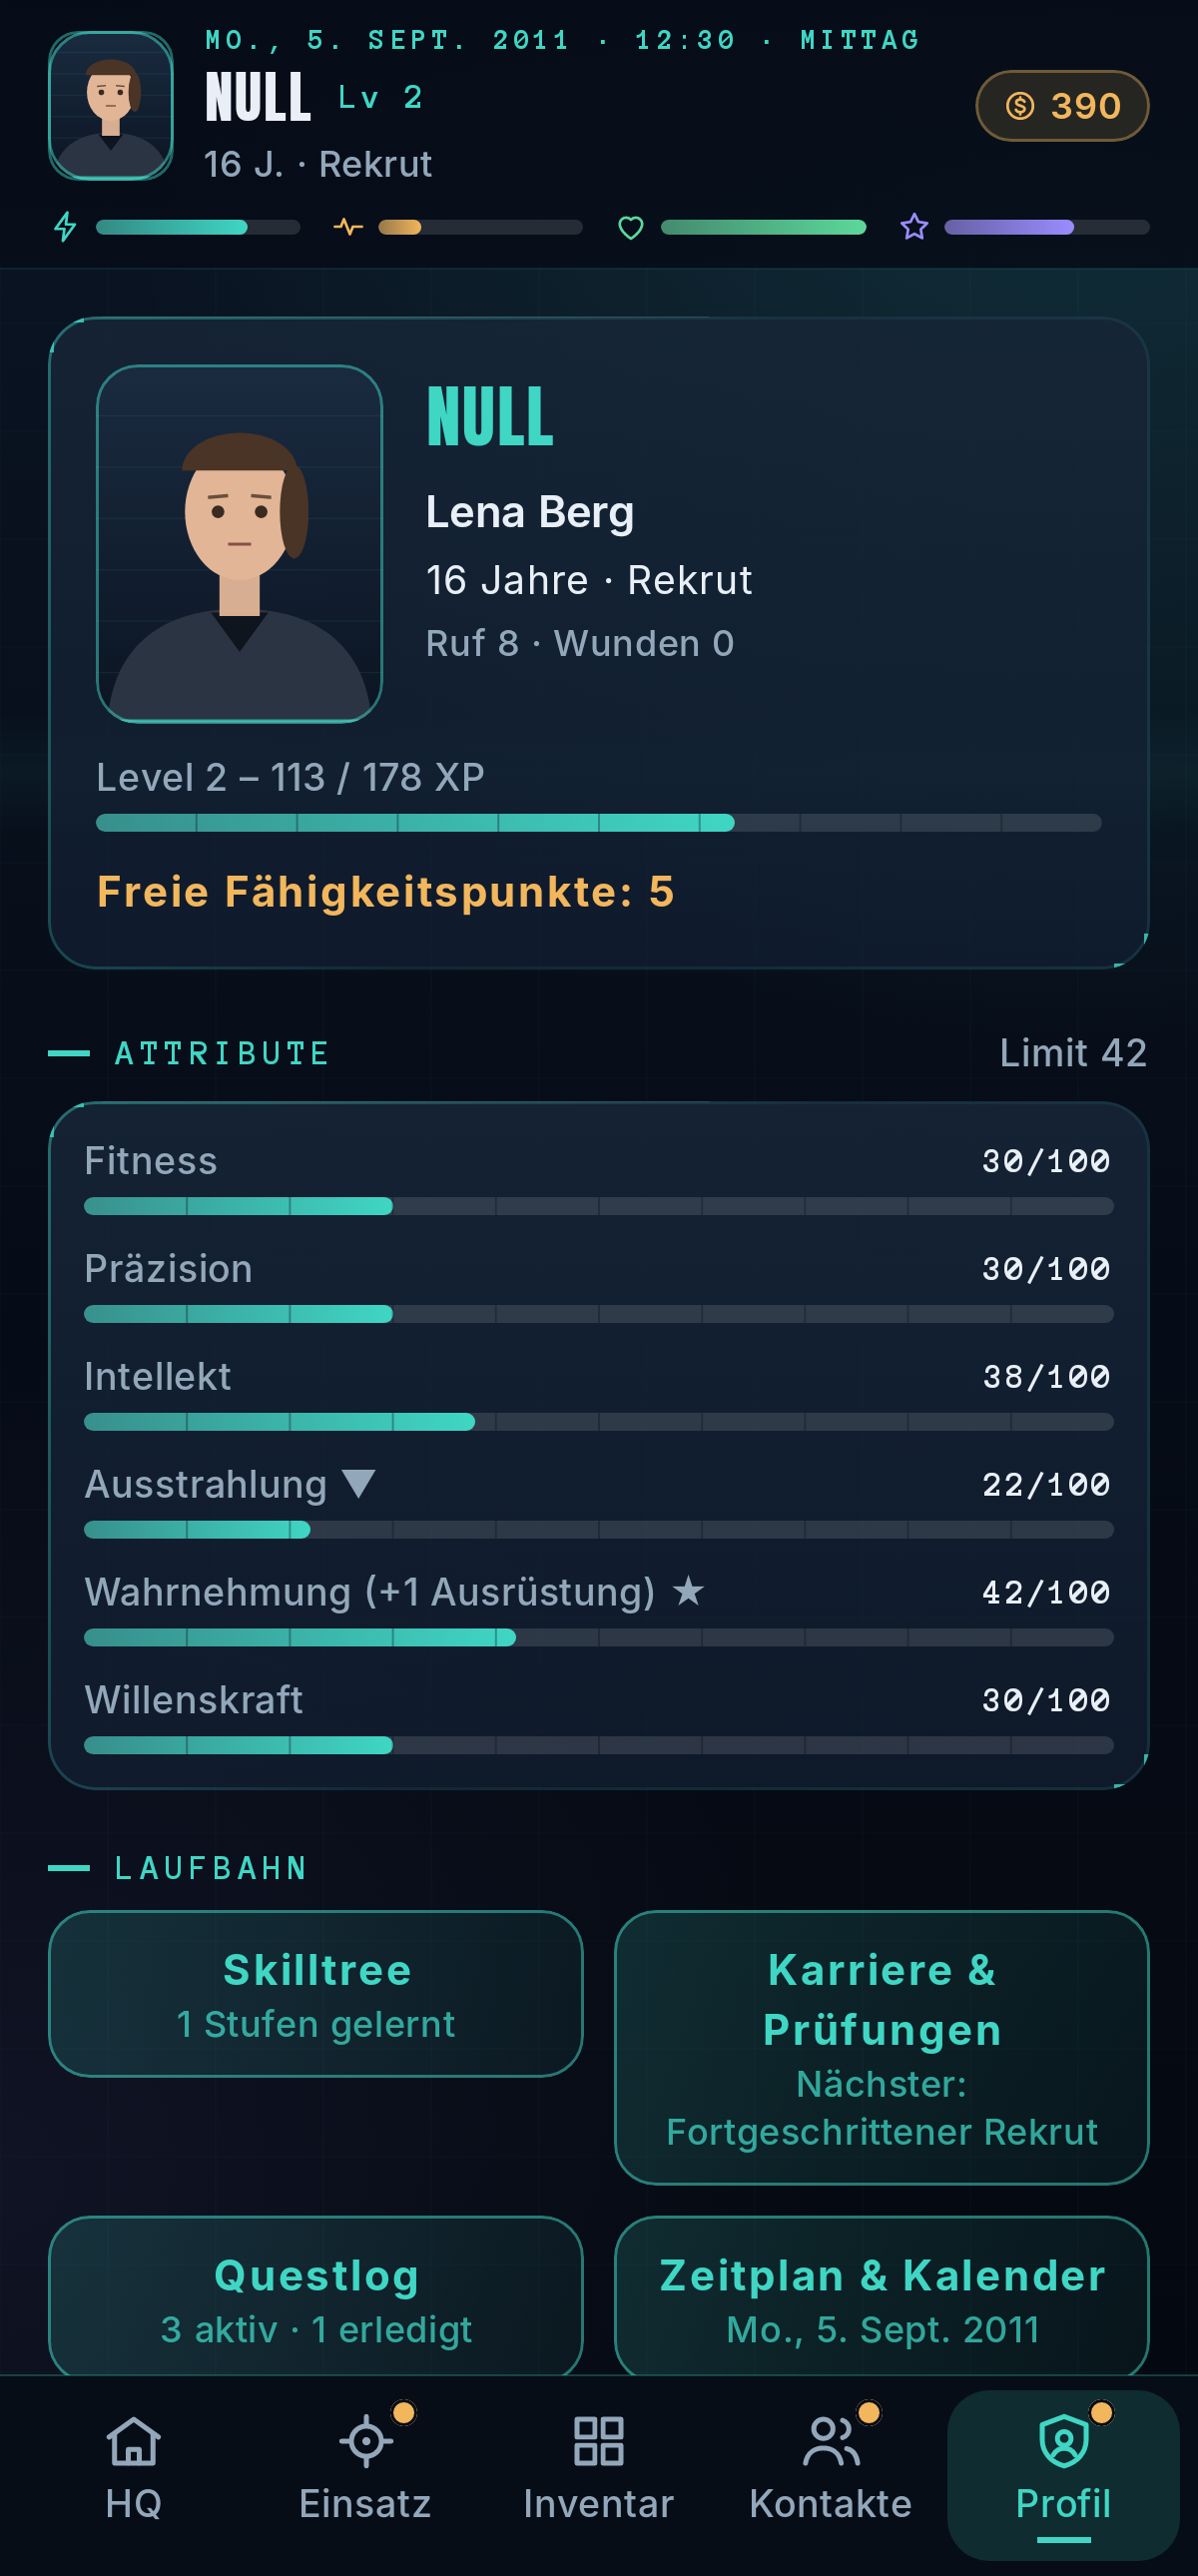 MO., 5. SEPT. 2011 · 12:30 · MITTAG
NULL Lv 2
390
16 J. · Rekrut
NULL
Lena Berg
16 Jahre · Rekrut
Ruf 8 · Wunden 0
Level 2 – 113 / 178 XP
Freie Fähigkeitspunkte: 5
ATTRIBUTE
Limit 42
Fitness 30/100
Präzision 30/100
Intellekt 38/100
Ausstrahlung ▼ 22/100
Wahrnehmung (+1 Ausrüstung) ★ 42/100
Willenskraft 30/100
LAUFBAHN
Skilltree
1 Stufen gelernt
Karriere &
Prüfungen
Nächster:
Fortgeschrittener Rekrut
Questlog
3 aktiv · 1 erledigt
Zeitplan & Kalender
Mo., 5. Sept. 2011
HQ
Einsatz
Inventar
Kontakte
Profil